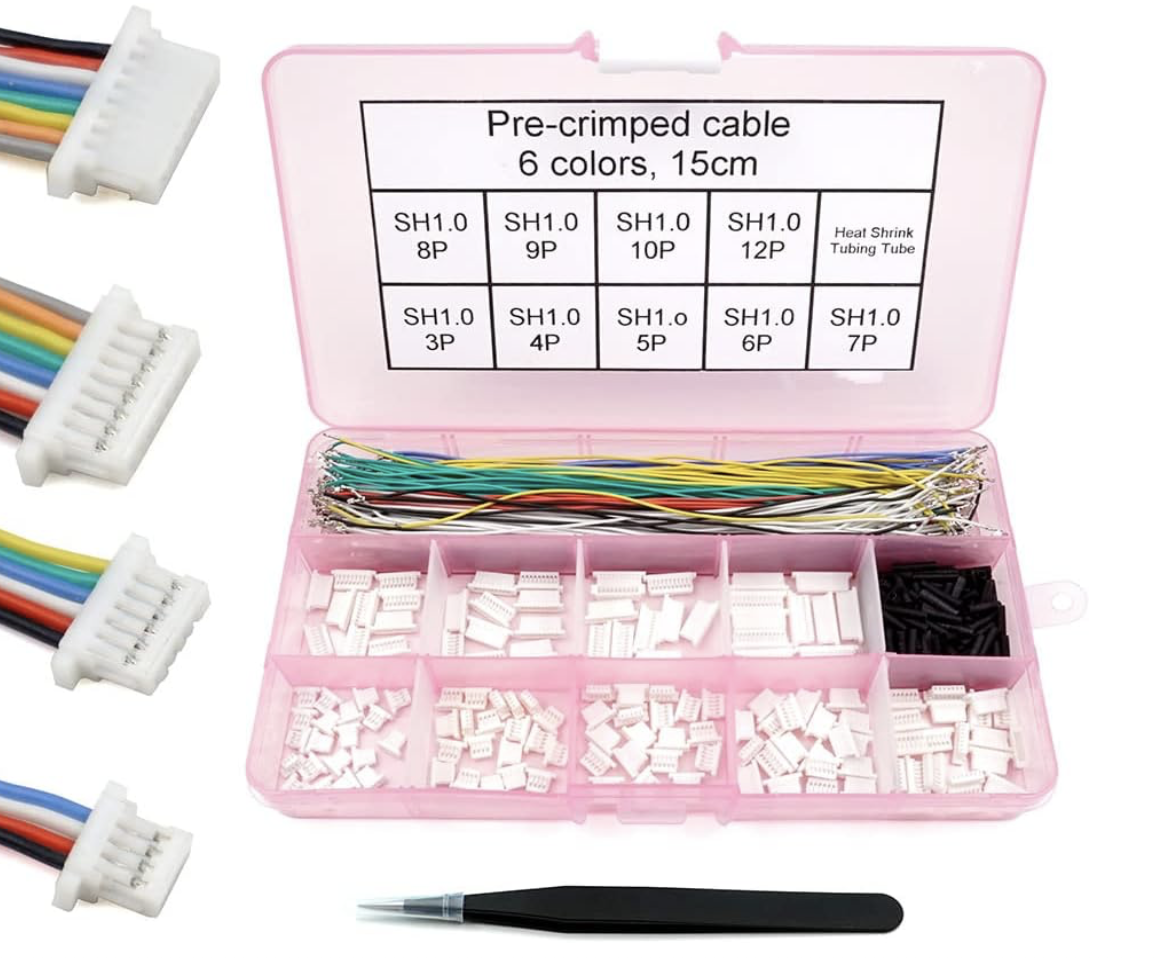 Pre-crimped cable
6 colors, 15cm
SH1.0
8P
SH1.0
9P
SH1.0
10P
SH1.0
12P
Heat Shrink
Tubing Tube
SH1.0
3P
SH1.0
4P
SH1.o
5P
SH1.0
6P
SH1.0
7P